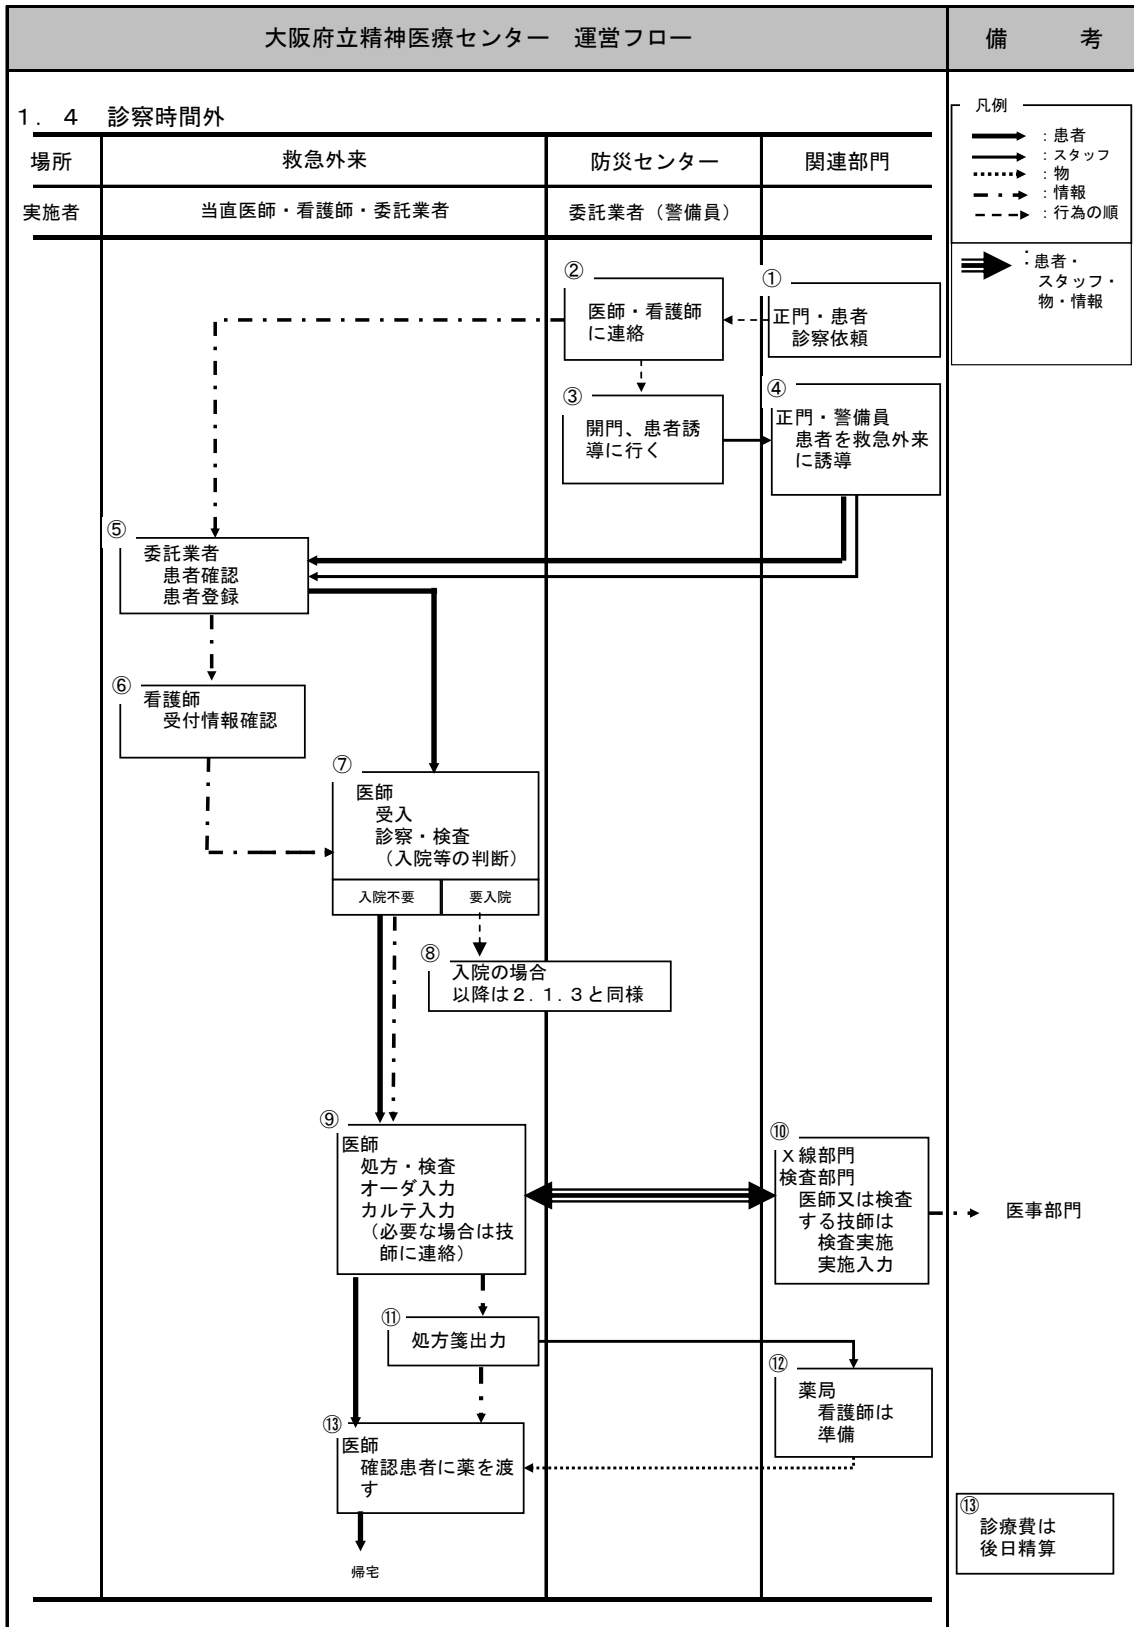 大阪府立精神医療センター　運営フロー
備　　考
１．４　診察時間外
凡例
：患者
：スタッフ
：物
：情報
：行為の順
：患者・
スタッフ・
物・情報
場所
救急外来
防災センター
関連部門
実施者
当直医師・看護師・委託業者
委託業者（警備員）
①
正門・患者
診察依頼
②
医師・看護師
に連絡
③
開門、患者誘
導に行く
④
正門・警備員
患者を救急外来
に誘導
⑤
委託業者
患者確認
患者登録
⑥
看護師
受付情報確認
⑦
医師
受入
診察・検査
（入院等の判断）
入院不要
要入院
⑧
入院の場合
以降は２.１.３と同様
⑨
医師
処方・検査
オーダ入力
カルテ入力
（必要な場合は技
師に連絡）
⑩
Ｘ線部門
検査部門
医師又は検査
する技師は
検査実施
実施入力
医事部門
⑪
処方箋出力
⑫
薬局
看護師は
準備
⑬
医師
確認患者に薬を渡
す
帰宅
⑬
診療費は
後日精算